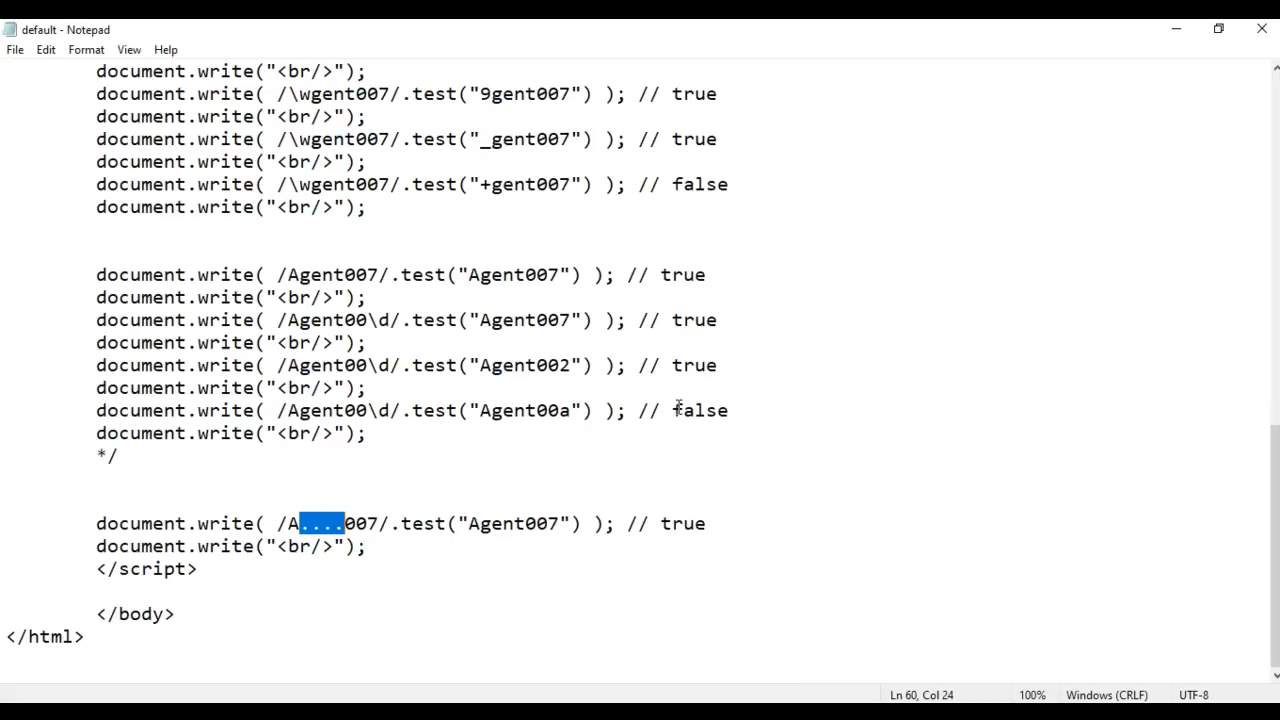 default - Notepad
File Edit Format View Help
document.write("<br/>");
document.write( /\wgent007/.test("9gent007") ); // true
document.write("<br/>");
document.write( /\wgent007/.test("_gent007") ); // true
document.write("<br/>");
document.write( /\wgent007/.test("+gent007") ); // false
document.write("<br/>");
document.write( /Agent007/.test("Agent007") ); // true
document.write("<br/>");
document.write( /Agent00\d/.test("Agent007") ); // true
document.write("<br/>");
document.write( /Agent00\d/.test("Agent002") ); // true
document.write("<br/>");
document.write( /Agent00\d/.test("Agent00a") ); // false
document.write("<br/>");
*/
document.write( /A....007/.test("Agent007") ); // true
document.write("<br/>");
</script>
</body>
</html>
Ln 60, Col 24 100% Windows (CRLF) UTF-8